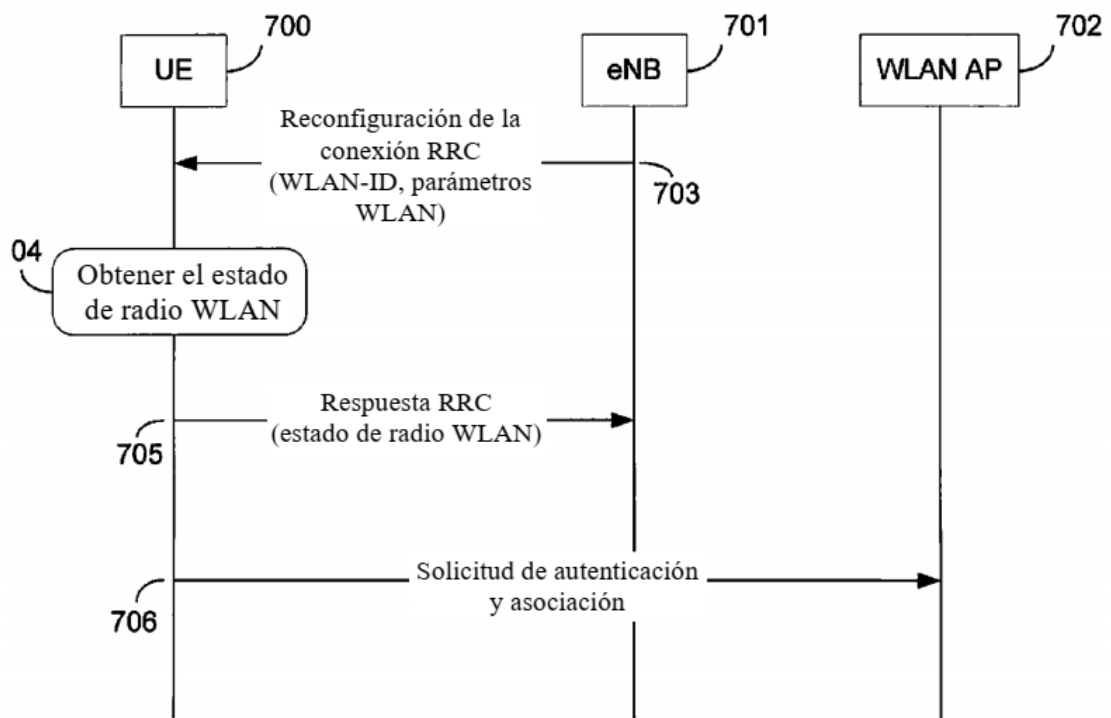 700
701
702
UE
eNB
WLAN AP
Reconfiguración de la
conexión RRC
(WLAN-ID, parámetros
WLAN)
703
04
Obtener el estado
de radio WLAN
Respuesta RRC
(estado de radio WLAN)
705
Solicitud de autenticación
y asociación
706